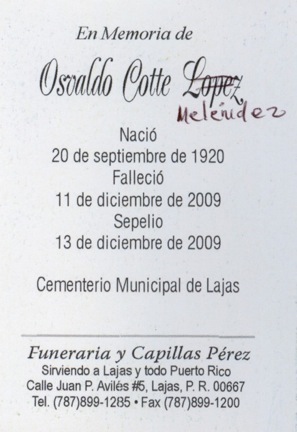 En Memoria de
Osvaldo Cotte Lopez
Melénidez
Nació
20 de septiembre de 1920
Falleció
11 de diciembre de 2009
Sepelio
13 de diciembre de 2009
Cementerio Municipal de Lajas
Funeraria y Capillas Pérez
Sirviendo a Lajas y todo Puerto Rico
Calle Juan P. Avilés #5, Lajas, P. R. 00667
Tel. (787)899-1285 • Fax (787)899-1200